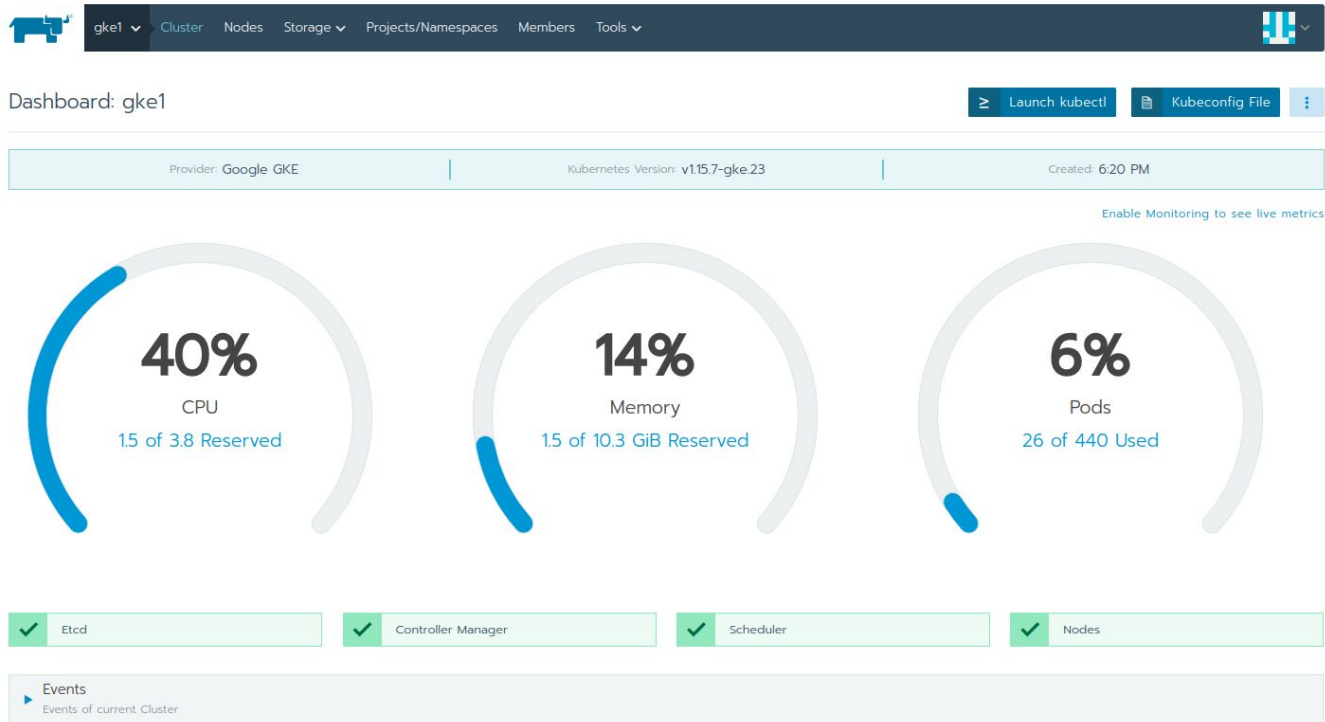 gke1 Cluster Nodes Storage Projects/Namespaces Members Tools
Dashboard: gke1
Launch kubectl Kubeconfig File
Provider: Google GKE Kubernetes Version: v1.15.7-gke.23 Created: 6:20 PM
Enable Monitoring to see live metrics
40%
CPU
1.5 of 3.8 Reserved
14%
Memory
1.5 of 10.3 GiB Reserved
6%
Pods
26 of 440 Used
Etcd Controller Manager Scheduler Nodes
Events
Events of current Cluster